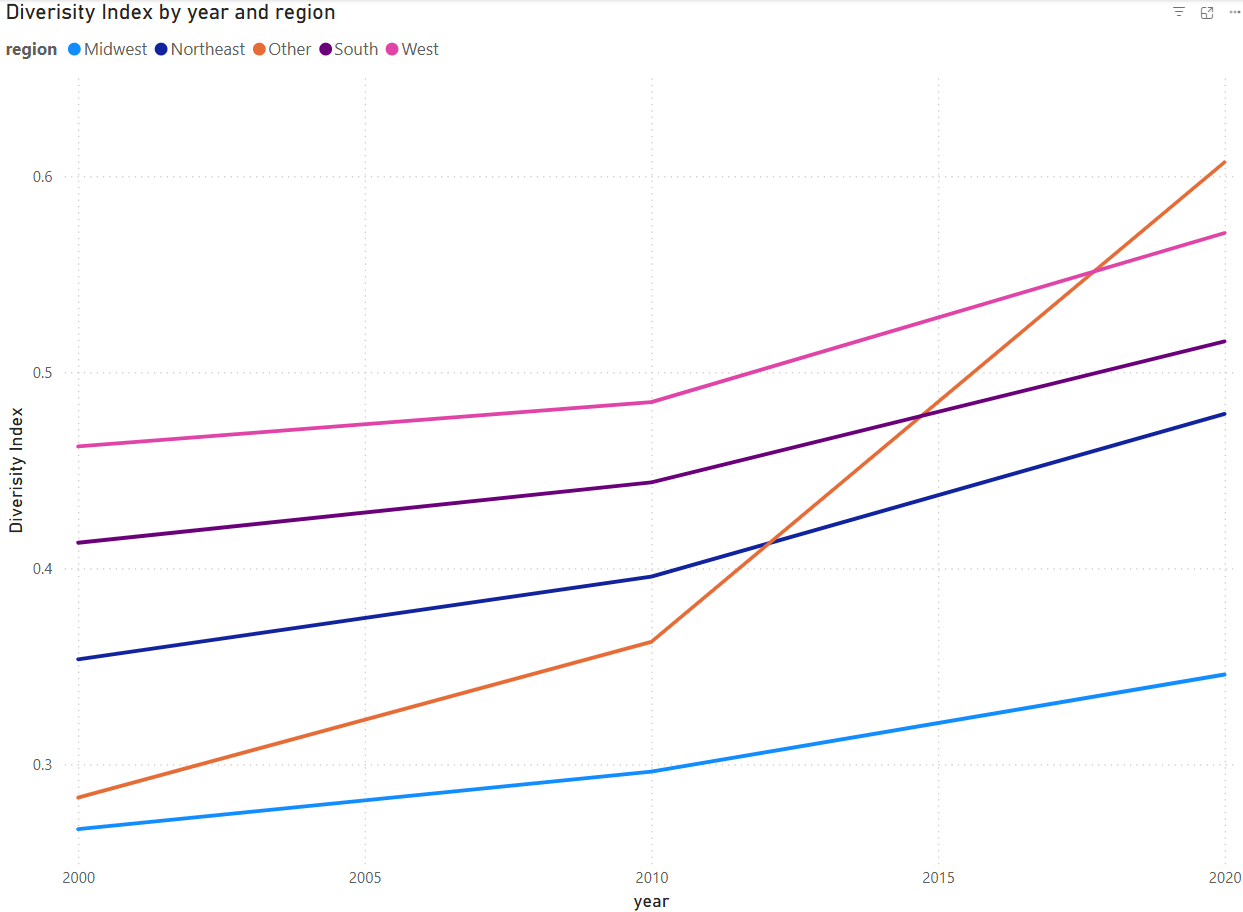 Diverisity Index by year and region
region Midwest Northeast Other South West
0.6
0.5
0.4
0.3
Diverisity Index
2000 2005 2010 2015 2020
year